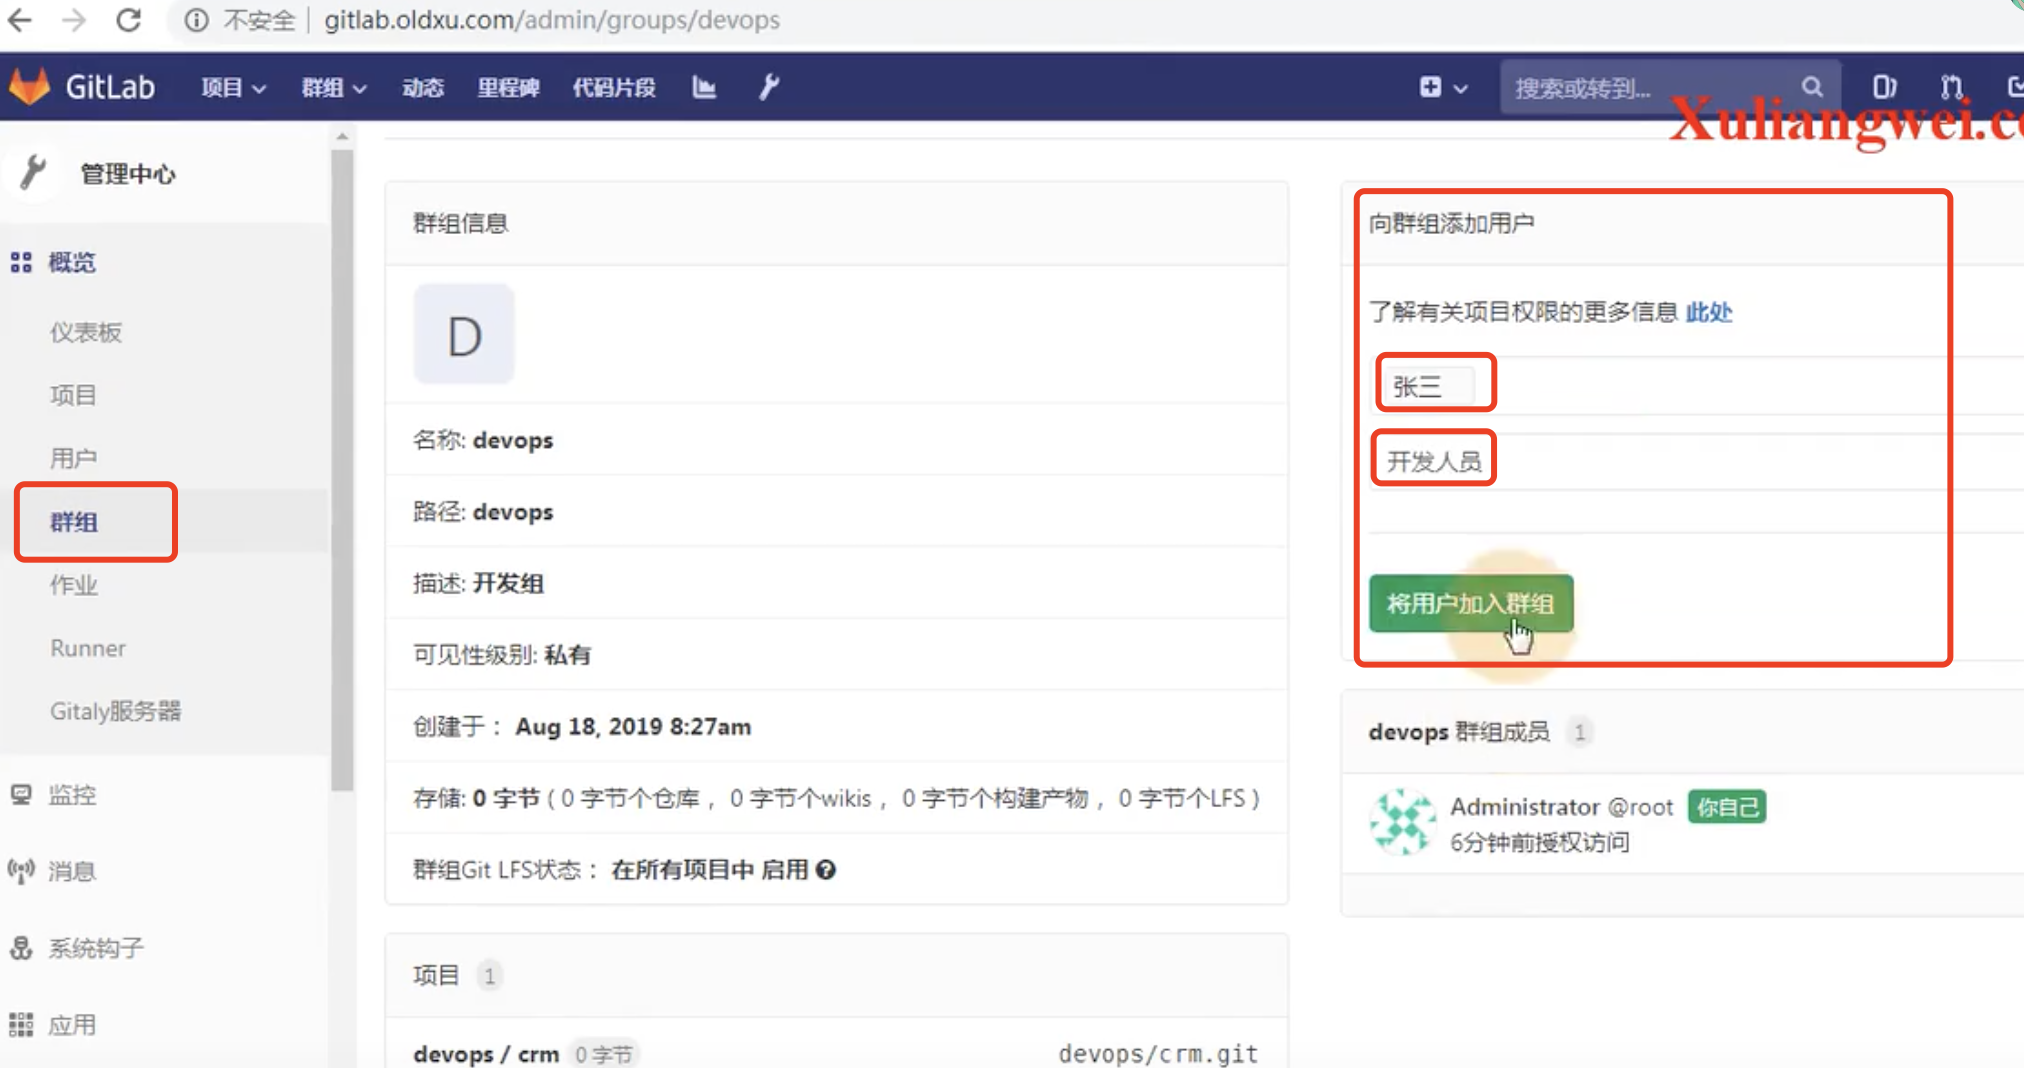 不安全 gitlab.oldxu.com/admin/groups/devops
GitLab 项目 群组 动态 里程碑 代码片段 搜索或转到...
Xuliangwei.c
管理中心
概览
仪表板
项目
用户
群组
作业
Runner
Gitaly服务器
监控
消息
系统钩子
应用
群组信息
D
名称: devops
路径: devops
描述: 开发组
可见性级别: 私有
创建于： Aug 18, 2019 8:27am
存储: 0 字节 ( 0 字节个仓库， 0 字节个wikis， 0 字节个构建产物， 0 字节个LFS )
群组Git LFS状态： 在所有项目中 启用
项目 1
devops / crm 0 字节 devops/crm.git
向群组添加用户
了解有关项目权限的更多信息 此处
张三
开发人员
将用户加入群组
devops 群组成员 1
Administrator @root 你自己
6分钟前授权访问